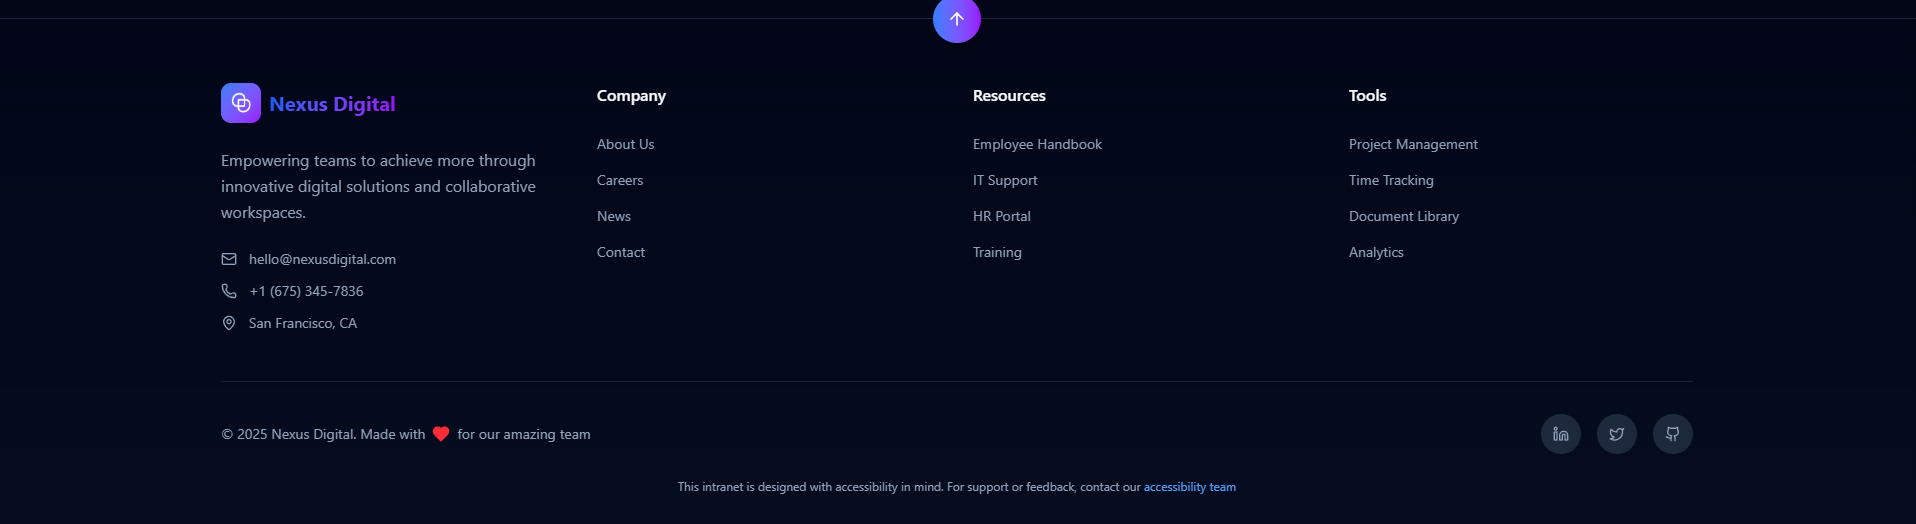 Nexus Digital
Empowering teams to achieve more through
innovative digital solutions and collaborative
workspaces.
hello@nexusdigital.com
+1 (675) 345-7836
San Francisco, CA
Company
About Us
Careers
News
Contact
Resources
Employee Handbook
IT Support
HR Portal
Training
Tools
Project Management
Time Tracking
Document Library
Analytics
© 2025 Nexus Digital. Made with ❤ for our amazing team
This intranet is designed with accessibility in mind. For support or feedback, contact our accessibility team